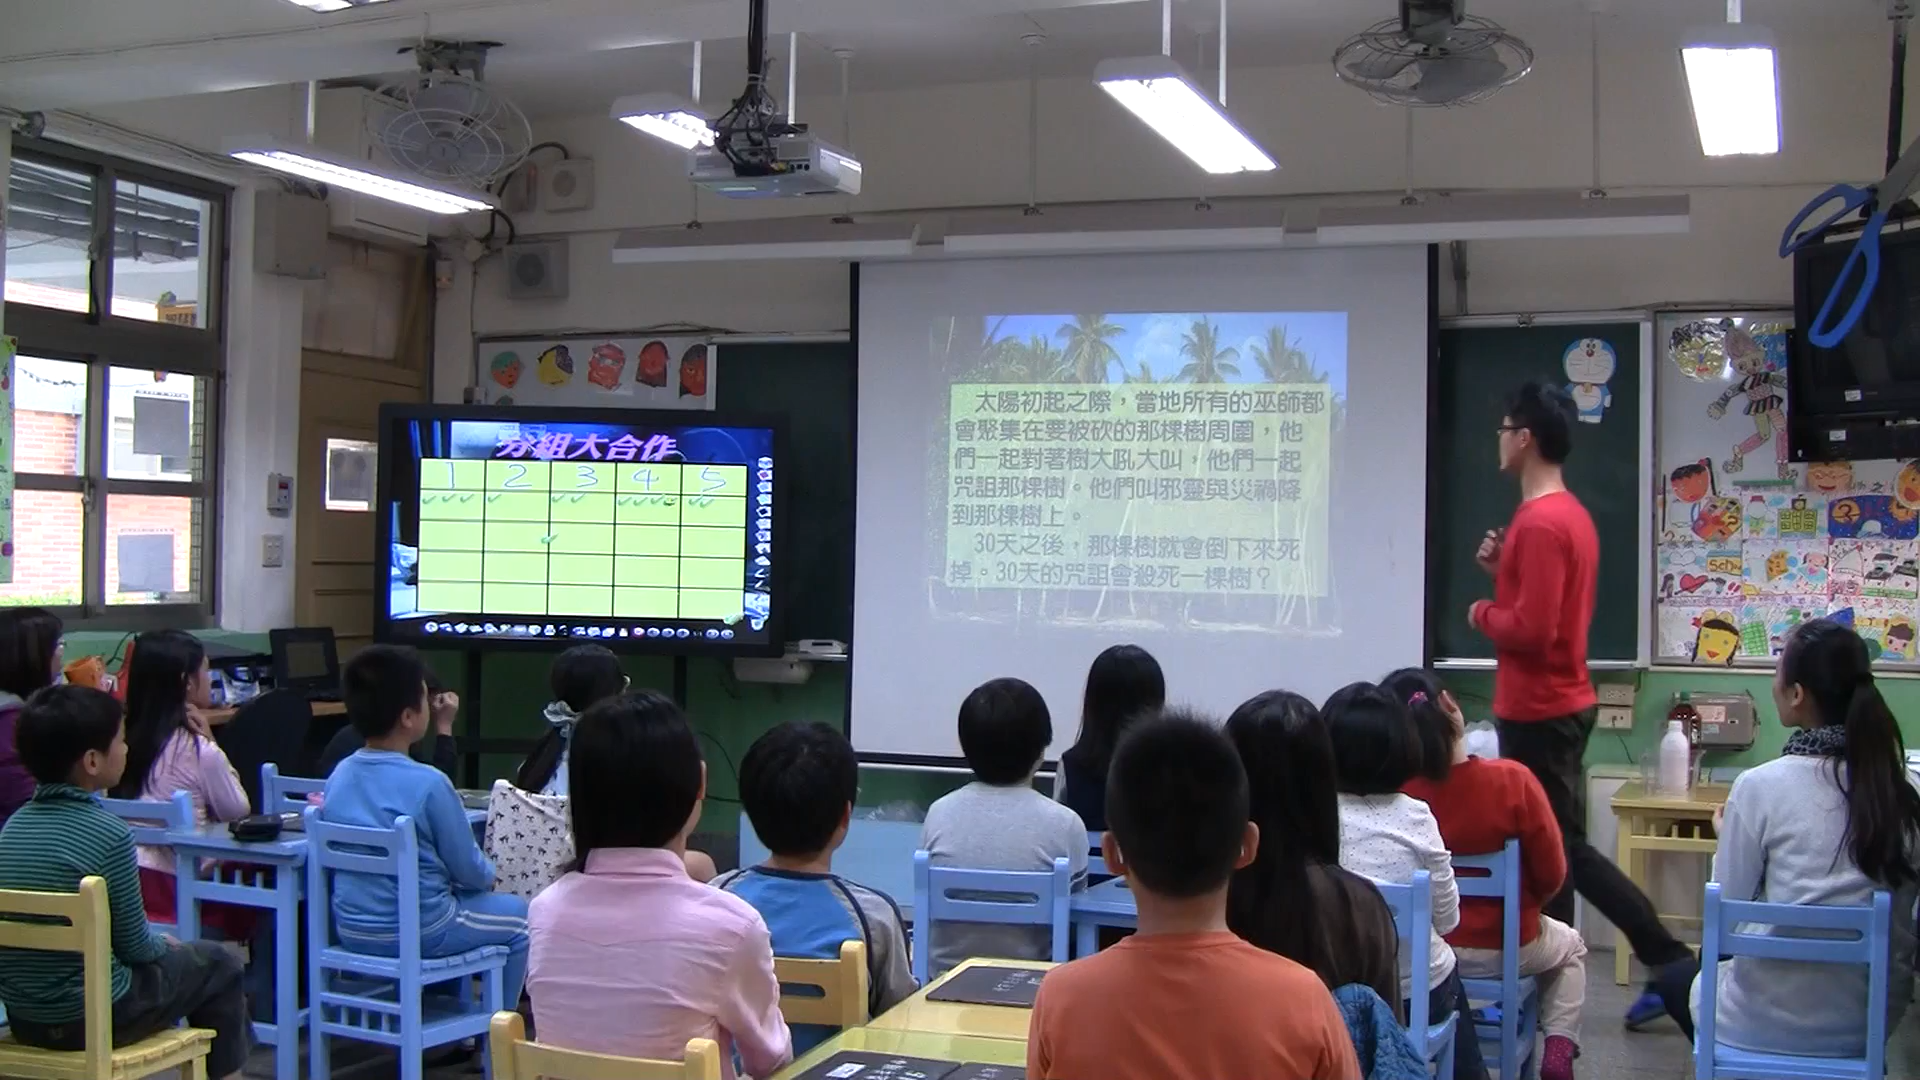 分組大合作
1 2 3 4 5
太陽初起之際，當地所有的巫師都
會聚集在要被砍的那棵樹周圍，他
們一起對著樹大吼大叫，他們一起
咒詛那棵樹。他們叫邪靈與災禍降
到那棵樹上。
30天之後，那棵樹就會倒下來死
掉。30天的咒詛會殺死一棵樹？